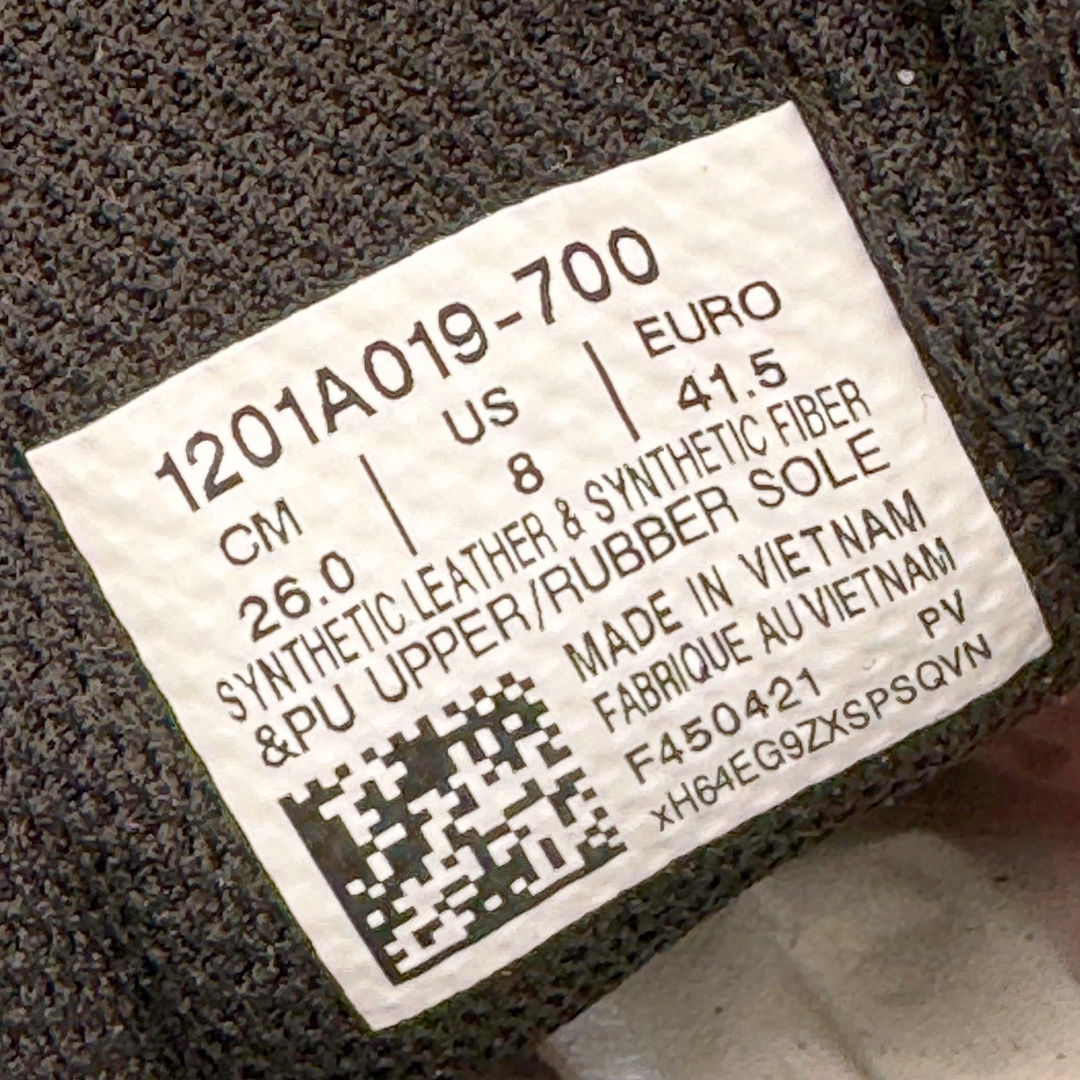 1201A019-700
CM | US | EURO
26.0 | 8 | 41.5
SYNTHETIC LEATHER & SYNTHETIC FIBER
&PU UPPER/RUBBER SOLE
MADE IN VIETNAM
FABRIQUE AU VIETNAM
PV
F450421
xH64EG9ZXSPSQVN